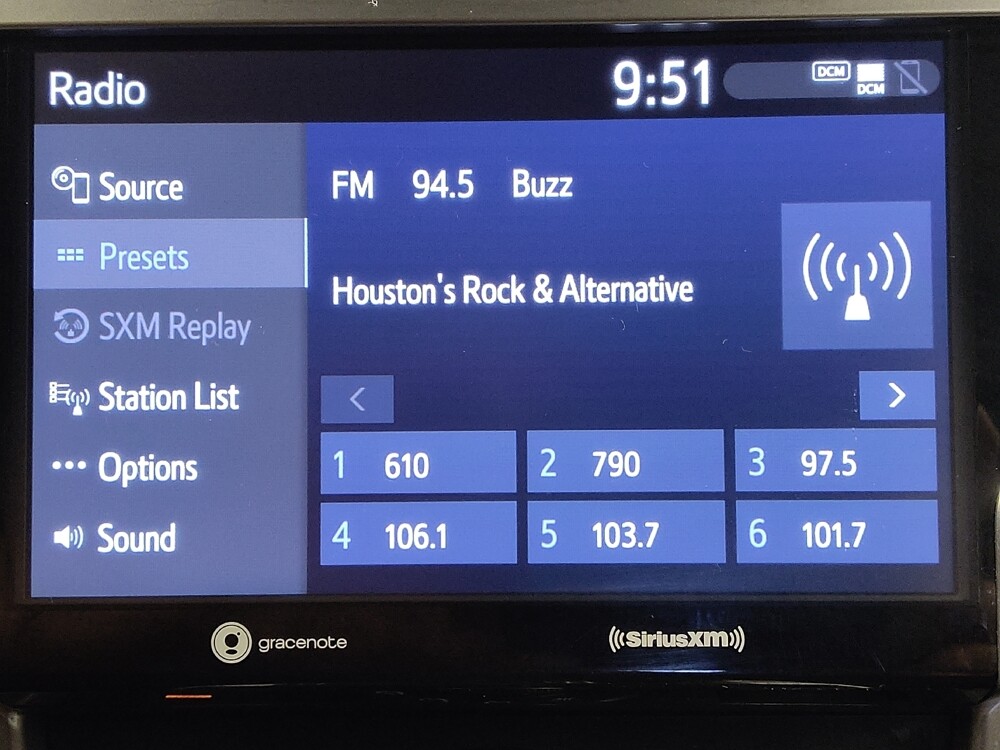 Radio
9:51
DCM
DCM
Source
Presets
SXM Replay
Station List
Options
Sound
FM 94.5 Buzz
Houston's Rock & Alternative
< >
1 610
2 790
3 97.5
4 106.1
5 103.7
6 101.7
gracenote
SiriusXM